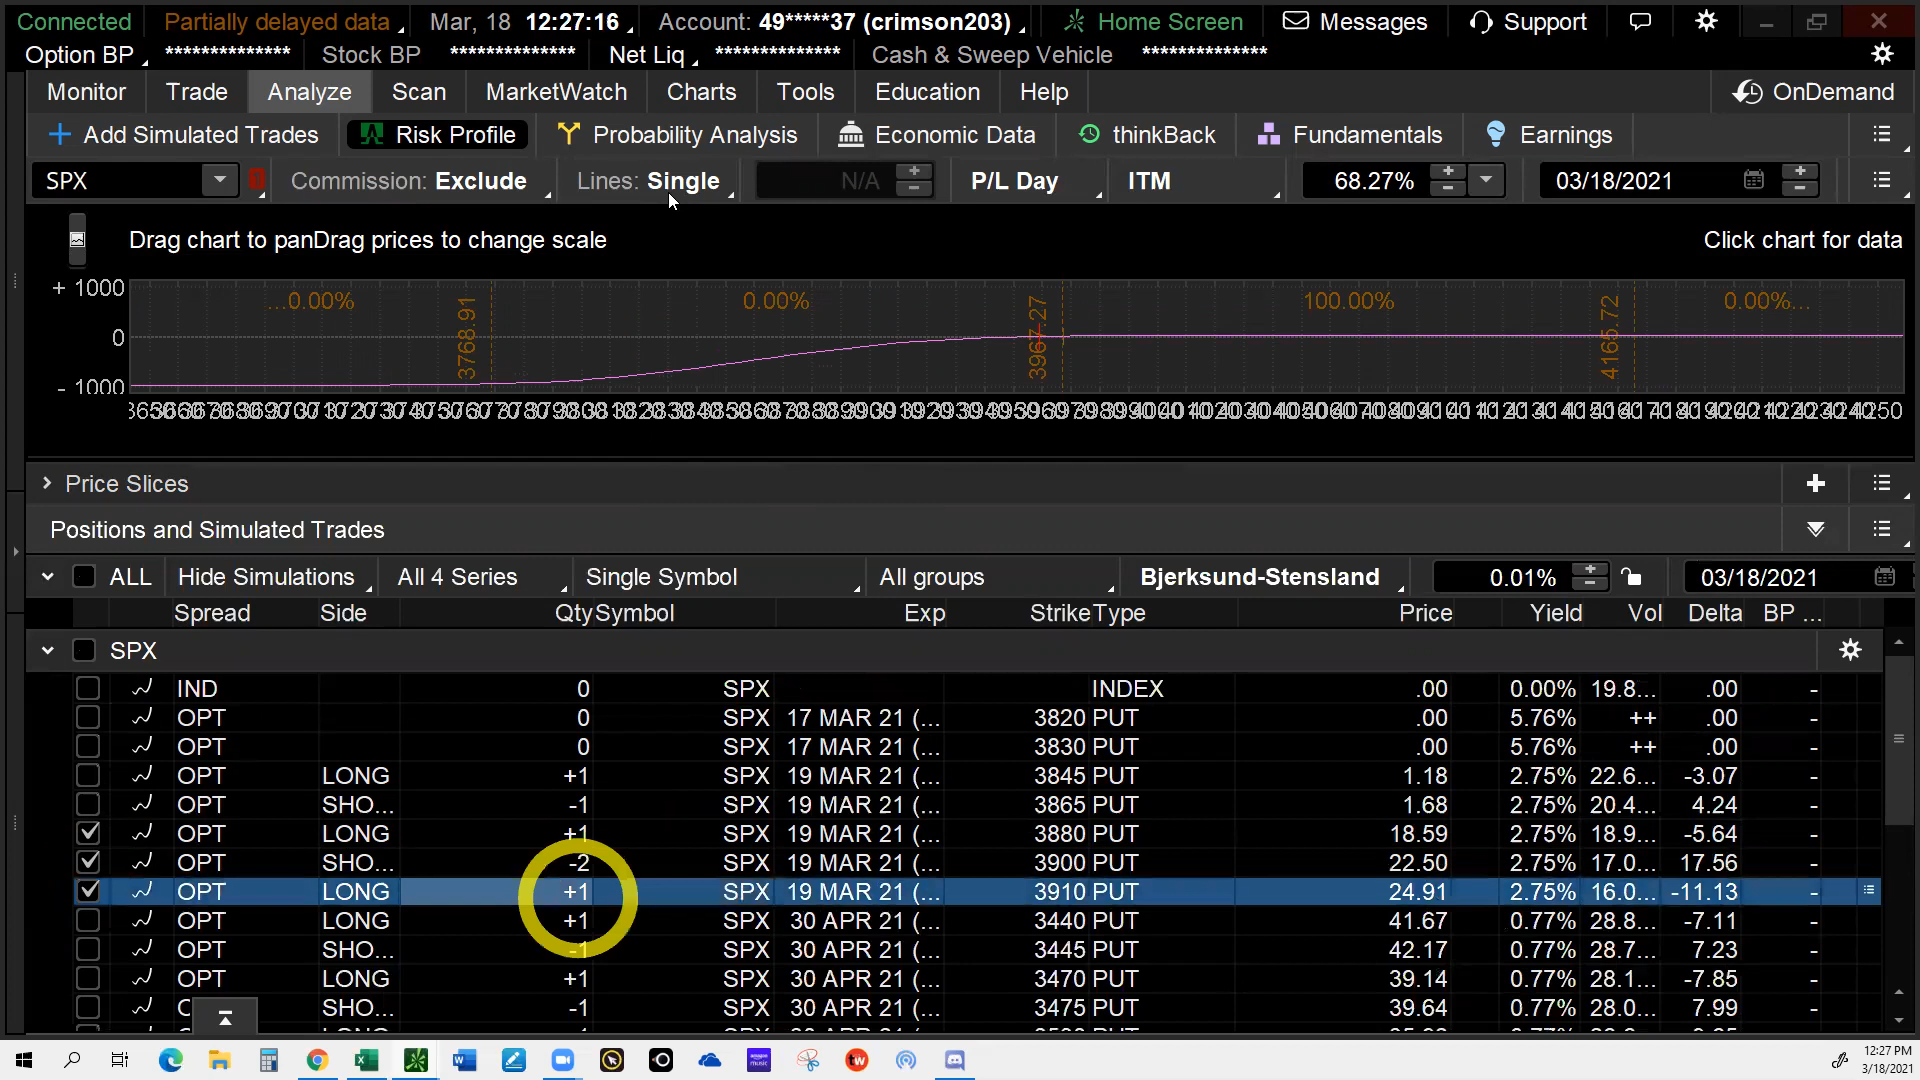 Connected Partially delayed data Mar, 18 12:27:16 Account: 49*****37 (crimson203) Home Screen Messages Support
Option BP ************** Stock BP ************** Net Liq ************** Cash & Sweep Vehicle **************
Monitor Trade Analyze Scan MarketWatch Charts Tools Education Help OnDemand
Add Simulated Trades Risk Profile Probability Analysis Economic Data thinkBack Fundamentals Earnings
SPX 1 Commission: Exclude Lines: Single N/A P/L Day ITM 68.27% 03/18/2021
Drag chart to panDrag prices to change scale Click chart for data
+ 1000 ...0.00% 0.00% 100.00% 0.00%...
3768.91 3967.27 4165.72
0
- 1000
Price Slices
Positions and Simulated Trades
ALL Hide Simulations All 4 Series Single Symbol All groups Bjerksund-Stensland 0.01% 03/18/2021
Spread Side Qty Symbol Exp Strike Type Price Yield Vol Delta BP ...
SPX
IND 0 SPX INDEX .00 0.00% 19.8... .00 -
OPT 0 SPX 17 MAR 21 (... 3820 PUT .00 5.76% ++ .00 -
OPT 0 SPX 17 MAR 21 (... 3830 PUT .00 5.76% ++ .00 -
OPT LONG +1 SPX 19 MAR 21 (... 3845 PUT 1.18 2.75% 22.6... -3.07 -
OPT SHO... -1 SPX 19 MAR 21 (... 3865 PUT 1.68 2.75% 20.4... 4.24 -
OPT LONG +1 SPX 19 MAR 21 (... 3880 PUT 18.59 2.75% 18.9... -5.64 -
OPT SHO... -2 SPX 19 MAR 21 (... 3900 PUT 22.50 2.75% 17.0... 17.56 -
OPT LONG +1 SPX 19 MAR 21 (... 3910 PUT 24.91 2.75% 16.0... -11.13 -
OPT LONG +1 SPX 30 APR 21 (... 3440 PUT 41.67 0.77% 28.8... -7.11 -
OPT SHO... -1 SPX 30 APR 21 (... 3445 PUT 42.17 0.77% 28.7... 7.23 -
OPT LONG +1 SPX 30 APR 21 (... 3470 PUT 39.14 0.77% 28.1... -7.85 -
SHO... -1 SPX 30 APR 21 (... 3475 PUT 39.64 0.77% 28.0... 7.99 -
12:27 PM
3/18/2021